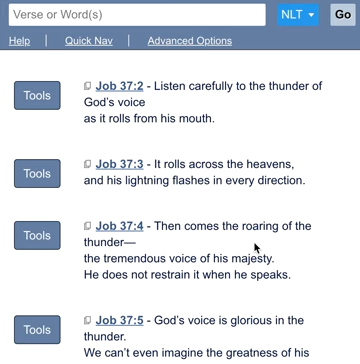 Verse or Word(s)
NLT
Go
Help
Quick Nav
Advanced Options
Tools
Job 37:2 - Listen carefully to the thunder of
God’s voice
as it rolls from his mouth.
Tools
Job 37:3 - It rolls across the heavens,
and his lightning flashes in every direction.
Tools
Job 37:4 - Then comes the roaring of the
thunder—
the tremendous voice of his majesty.
He does not restrain it when he speaks.
Tools
Job 37:5 - God’s voice is glorious in the
thunder.
We can’t even imagine the greatness of his